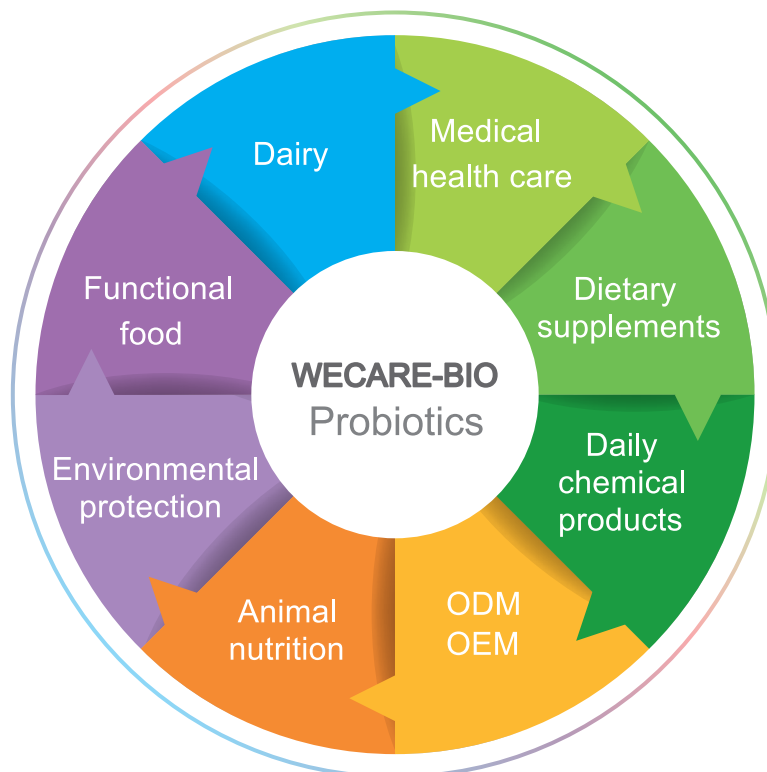 Dairy
Medical
health care
Dietary
supplements
Daily
chemical
products
ODM
OEM
Animal
nutrition
Environmental
protection
Functional
food
WECARE-BIO
Probiotics